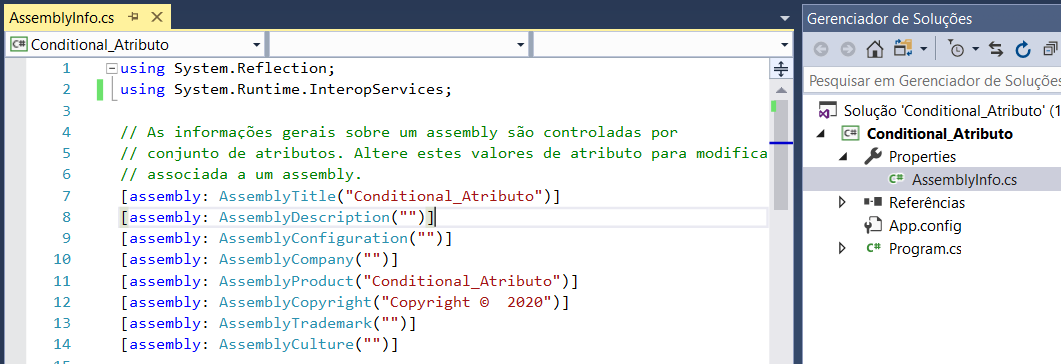 AssemblyInfo.cs
Conditional_Atributo
1 using System.Reflection;
2 using System.Runtime.InteropServices;
3
4 // As informações gerais sobre um assembly são controladas por
5 // conjunto de atributos. Altere estes valores de atributo para modifica
6 // associada a um assembly.
7 [assembly: AssemblyTitle("Conditional_Atributo")]
8 [assembly: AssemblyDescription("")]
9 [assembly: AssemblyConfiguration("")]
10 [assembly: AssemblyCompany("")]
11 [assembly: AssemblyProduct("Conditional_Atributo")]
12 [assembly: AssemblyCopyright("Copyright ©  2020")]
13 [assembly: AssemblyTrademark("")]
14 [assembly: AssemblyCulture("")]
Gerenciador de Soluções
Pesquisar em Gerenciador de Soluções
Solução 'Conditional_Atributo' (1
C# Conditional_Atributo
Properties
C# AssemblyInfo.cs
Referências
App.config
C# Program.cs